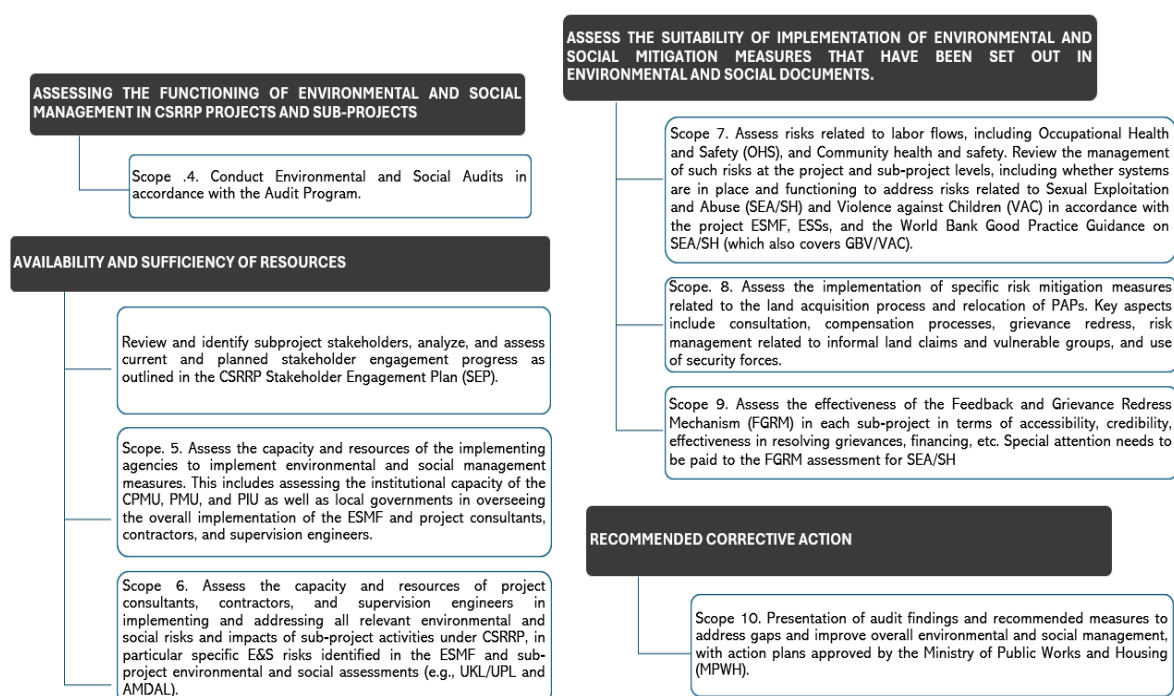 ASSESSING THE FUNCTIONING OF ENVIRONMENTAL AND SOCIAL
MANAGEMENT IN CSRRP PROJECTS AND SUB-PROJECTS
Scope .4. Conduct Environmental and Social Audits in
accordance with the Audit Program.
AVAILABILITY AND SUFFICIENCY OF RESOURCES
Review and identify subproject stakeholders, analyze, and assess
current and planned stakeholder engagement progress as
outlined in the CSRRP Stakeholder Engagement Plan (SEP).
Scope. 5. Assess the capacity and resources of the implementing
agencies to implement environmental and social management
measures. This includes assessing the institutional capacity of the
CPMU, PMU, and PIU as well as local governments in overseeing
the overall implementation of the ESMF and project consultants,
contractors, and supervision engineers.
Scope 6. Assess the capacity and resources of project
consultants, contractors, and supervision engineers in
implementing and addressing all relevant environmental and
social risks and impacts of sub-project activities under CSRRP, in
particular specific E&S risks identified in the ESMF and sub-
project environmental and social assessments (e.g., UKL/UPL and
AMDAL).
ASSESS THE SUITABILITY OF IMPLEMENTATION OF ENVIRONMENTAL AND
SOCIAL MITIGATION MEASURES THAT HAVE BEEN SET OUT IN
ENVIRONMENTAL AND SOCIAL DOCUMENTS.
Scope 7. Assess risks related to labor flows, including Occupational Health
and Safety (OHS), and Community health and safety. Review the management
of such risks at the project and sub-project levels, including whether systems
are in place and functioning to address risks related to Sexual Exploitation
and Abuse (SEA/SH) and Violence against Children (VAC) in accordance with
the project ESMF, ESSs, and the World Bank Good Practice Guidance on
SEA/SH (which also covers GBV/VAC).
Scope. 8. Assess the implementation of specific risk mitigation measures
related to the land acquisition process and relocation of PAPs. Key aspects
include consultation, compensation processes, grievance redress, risk
management related to informal land claims and vulnerable groups, and use
of security forces.
Scope 9. Assess the effectiveness of the Feedback and Grievance Redress
Mechanism (FGRM) in each sub-project in terms of accessibility, credibility,
effectiveness in resolving grievances, financing, etc. Special attention needs to
be paid to the FGRM assessment for SEA/SH
RECOMMENDED CORRECTIVE ACTION
Scope 10. Presentation of audit findings and recommended measures to
address gaps and improve overall environmental and social management,
with action plans approved by the Ministry of Public Works and Housing
(MPWH).